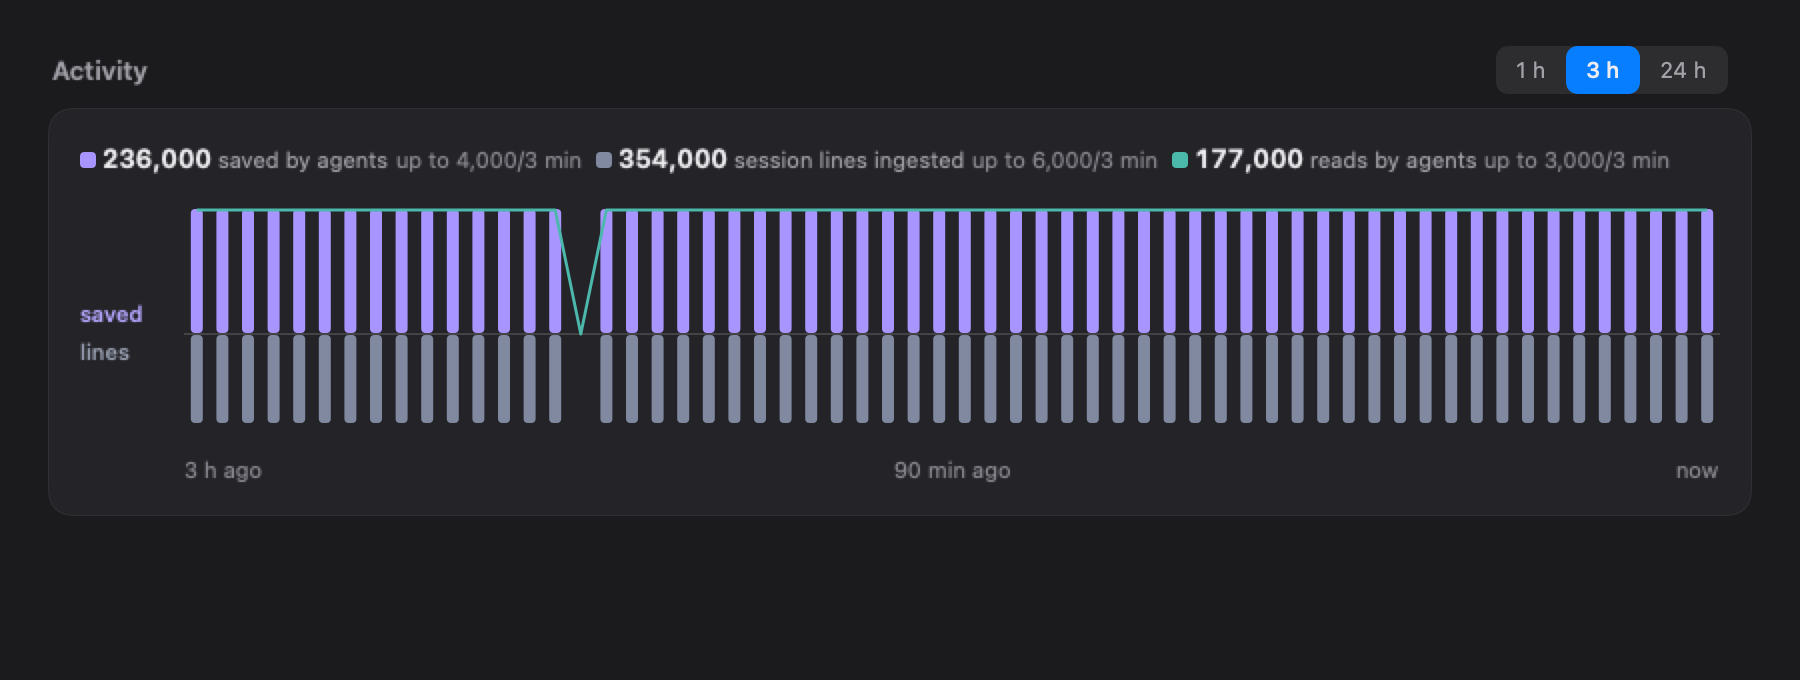 Activity
1 h 3 h 24 h
236,000 saved by agents up to 4,000/3 min 354,000 session lines ingested up to 6,000/3 min 177,000 reads by agents up to 3,000/3 min
saved
lines
3 h ago 90 min ago now